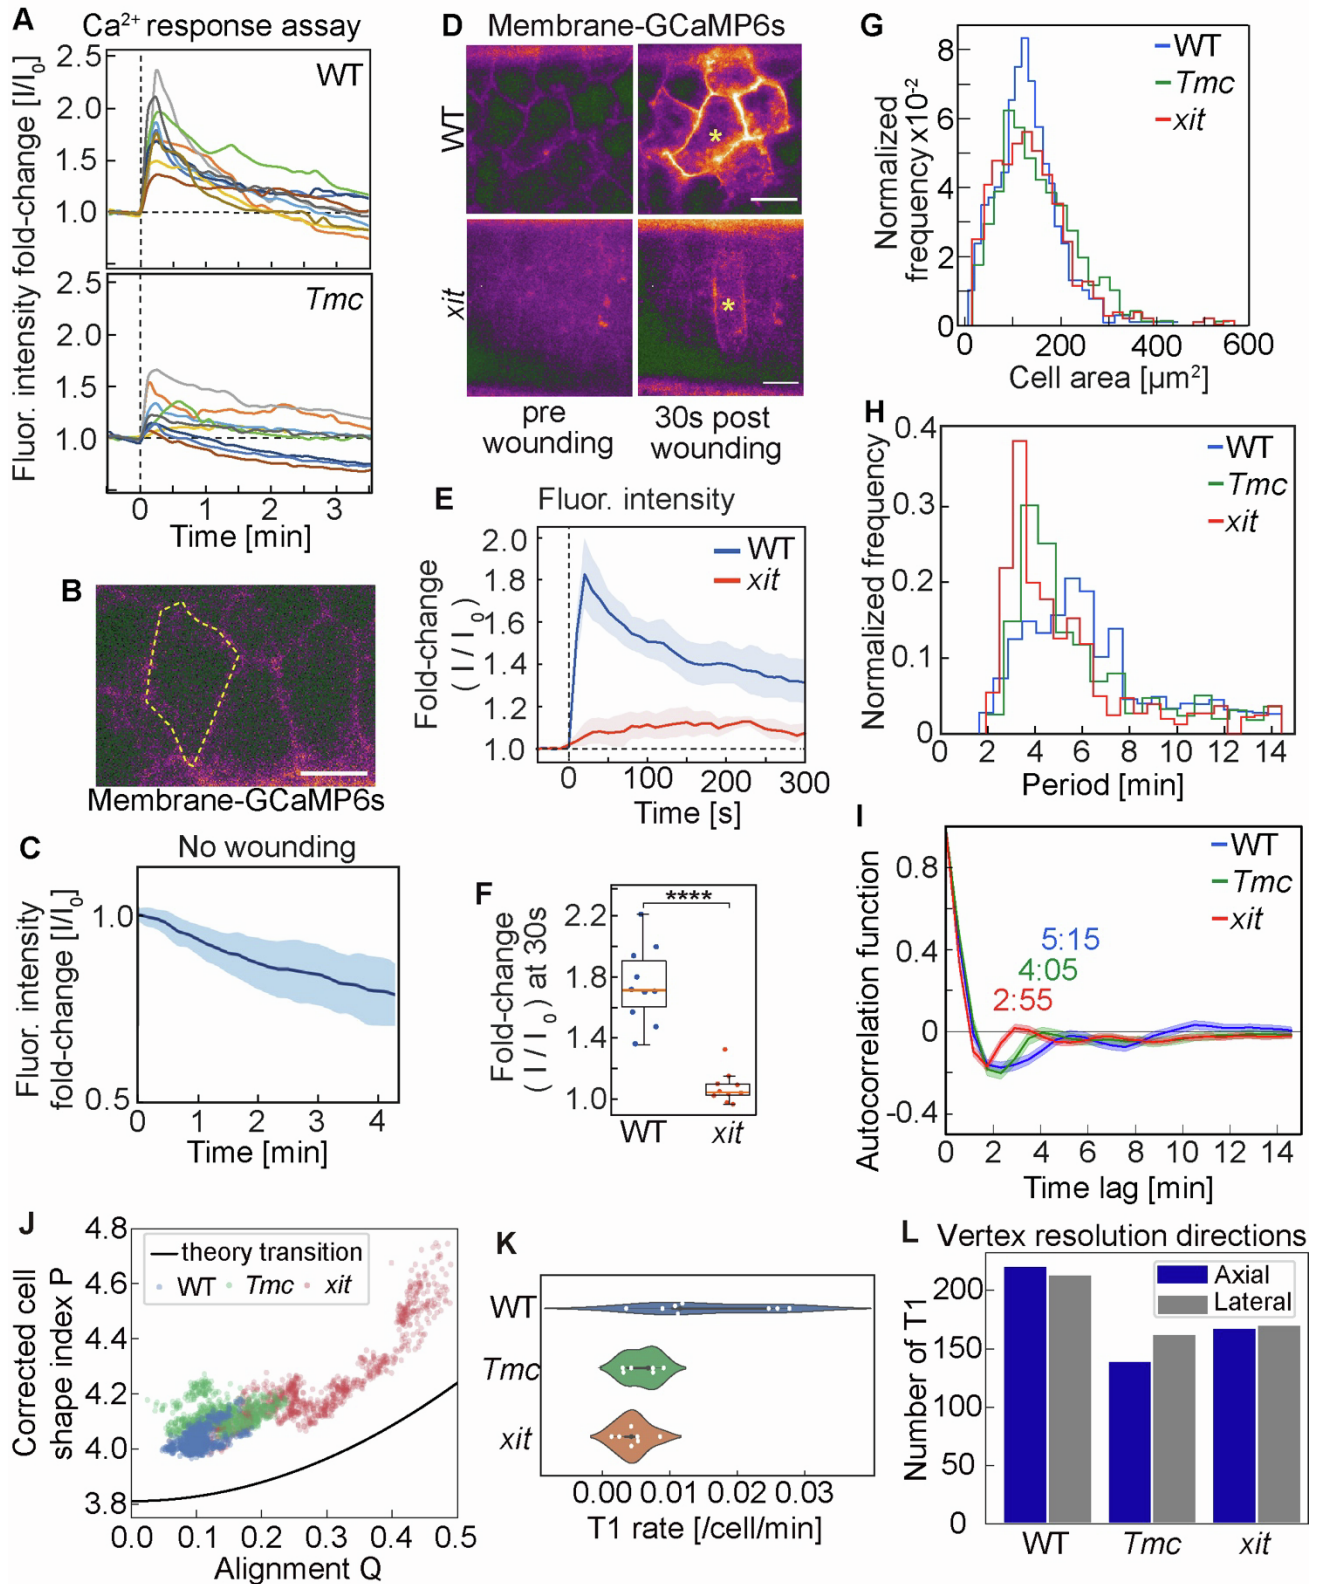 A
Ca²⁺ response assay
Fluor. intensity fold-change [I/I₀]
2.5
WT
2.0
1.5
1.0
2.5
Tmc
2.0
1.5
1.0
0 1 2 3
Time [min]
B
Membrane-GCaMP6s
C
No wounding
Fluor. intensity
fold-change [I/I₀]
1.0
0.5
0 1 2 3 4
Time [min]
D
Membrane-GCaMP6s
WT
*
xit
*
pre
wounding
30s post
wounding
E
Fluor. intensity
Fold-change
( I / I₀ )
2.0
1.8
1.6
1.4
1.2
1.0
WT
xit
0 100 200 300
Time [s]
F
Fold-change
( I / I₀ ) at 30s
****
2.2
1.8
1.4
1.0
WT xit
G
Normalized
frequency x10⁻²
8
6
4
2
0
WT
Tmc
xit
0 200 400 600
Cell area [µm²]
H
Normalized frequency
0.4
0.3
0.2
0.1
0
WT
Tmc
xit
0 2 4 6 8 10 12 14
Period [min]
I
Autocorrelation function
0.8
0.4
0
-0.4
WT
Tmc
xit
5:15
4:05
2:55
0 2 4 6 8 10 12 14
Time lag [min]
J
Corrected cell
shape index P
4.8
4.6
4.4
4.2
4.0
3.8
theory transition
WT Tmc xit
0.0 0.1 0.2 0.3 0.4 0.5
Alignment Q
K
WT
Tmc
xit
0.00 0.01 0.02 0.03
T1 rate [/cell/min]
L
Vertex resolution directions
Number of T1
200
150
100
50
0
Axial
Lateral
WT Tmc xit